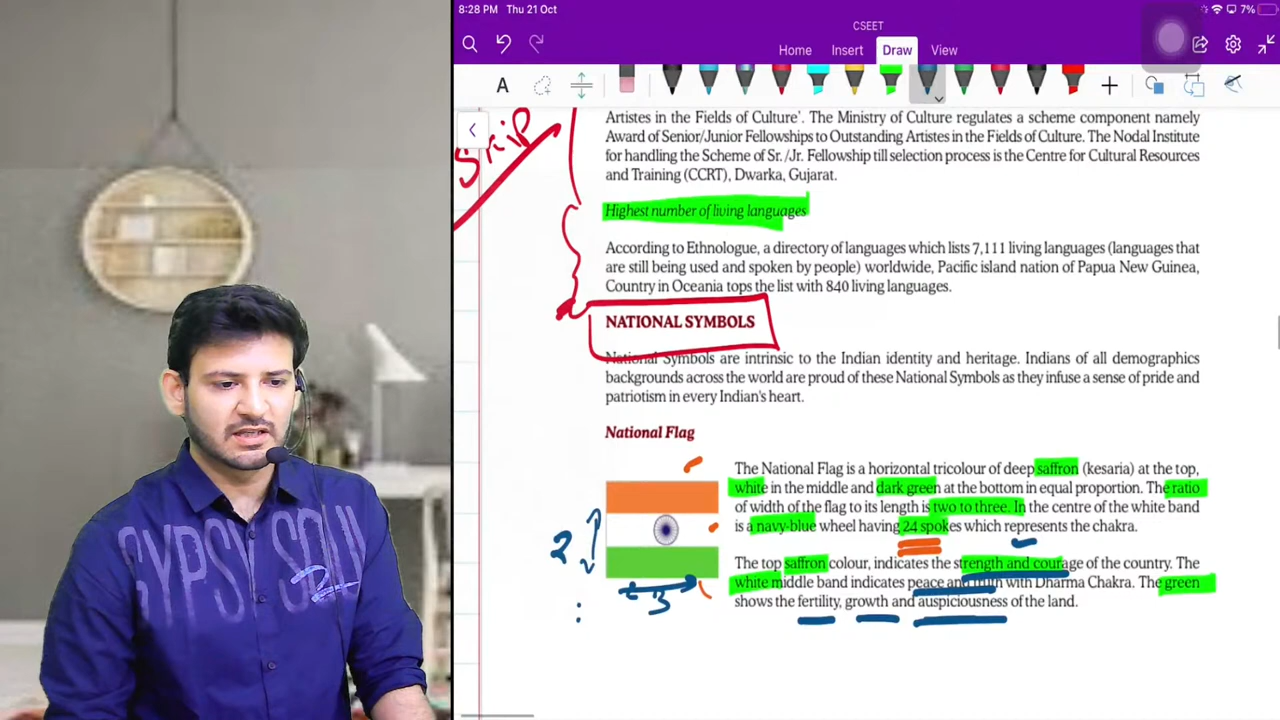 8:28 PM Thu 21 Oct
7%
CSEET
Home Insert Draw View
A
Skip
Artistes in the Fields of Culture'. The Ministry of Culture regulates a scheme component namely
Award of Senior/Junior Fellowships to Outstanding Artistes in the Fields of Culture. The Nodal Institute
for handling the Scheme of Sr./Jr. Fellowship till selection process is the Centre for Cultural Resources
and Training (CCRT), Dwarka, Gujarat.
Highest number of living languages
According to Ethnologue, a directory of languages which lists 7,111 living languages (languages that
are still being used and spoken by people) worldwide, Pacific island nation of Papua New Guinea,
Country in Oceania tops the list with 840 living languages.
NATIONAL SYMBOLS
National Symbols are intrinsic to the Indian identity and heritage. Indians of all demographics
backgrounds across the world are proud of these National Symbols as they infuse a sense of pride and
patriotism in every Indian's heart.
National Flag
The National Flag is a horizontal tricolour of deep saffron (kesaria) at the top,
white in the middle and dark green at the bottom in equal proportion. The ratio
of width of the flag to its length is two to three. In the centre of the white band
is a navy-blue wheel having 24 spokes which represents the chakra.
The top saffron colour, indicates the strength and courage of the country. The
white middle band indicates peace and truth with Dharma Chakra. The green
shows the fertility, growth and auspiciousness of the land.
2
3
:
GYPSY SOUL
2